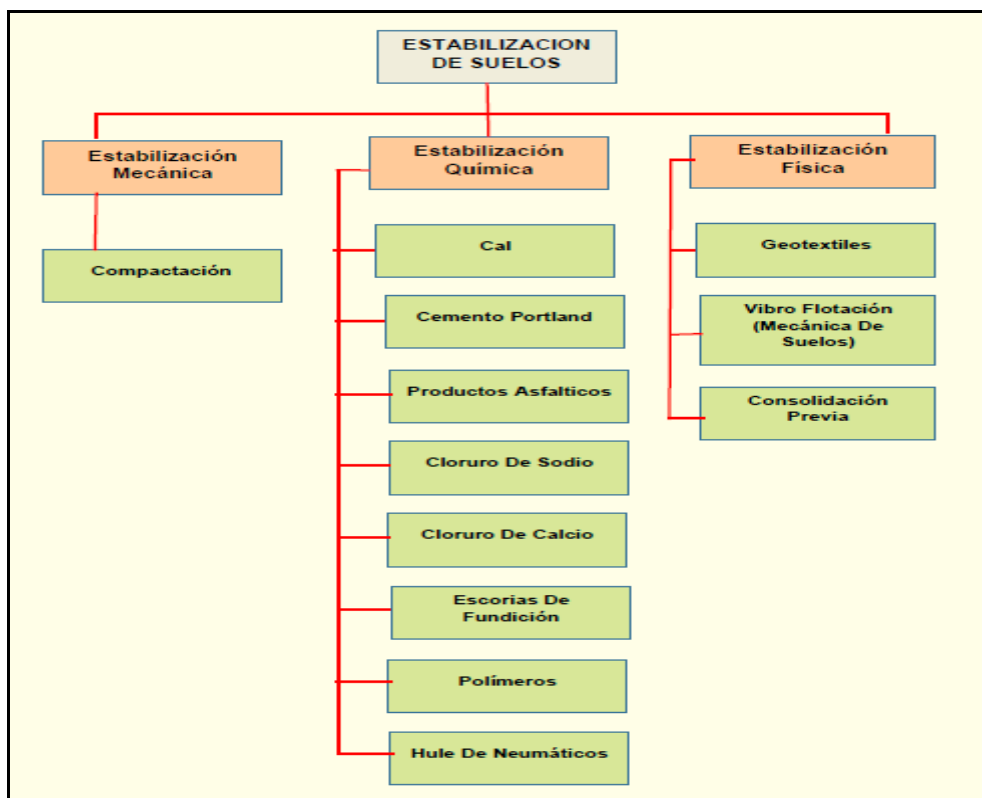 ESTABILIZACION
DE SUELOS
Estabilización
Mecánica
Compactación
Estabilización
Química
Cal
Cemento Portland
Productos Asfalticos
Cloruro De Sodio
Cloruro De Calcio
Escorias De
Fundición
Polímeros
Hule De Neumáticos
Estabilización
Física
Geotextiles
Vibro Flotación
(Mecánica De
Suelos)
Consolidación
Previa